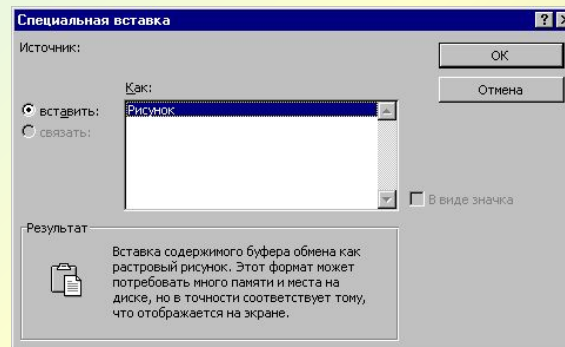 Специальная вставка
Источник:
ОК
Отмена
Как:
вставить:
Рисунок
связать:
В виде значка
Результат
Вставка содержимого буфера обмена как
растровый рисунок. Этот формат может
потребовать много памяти и места на
диске, но в точности соответствует тому,
что отображается на экране.